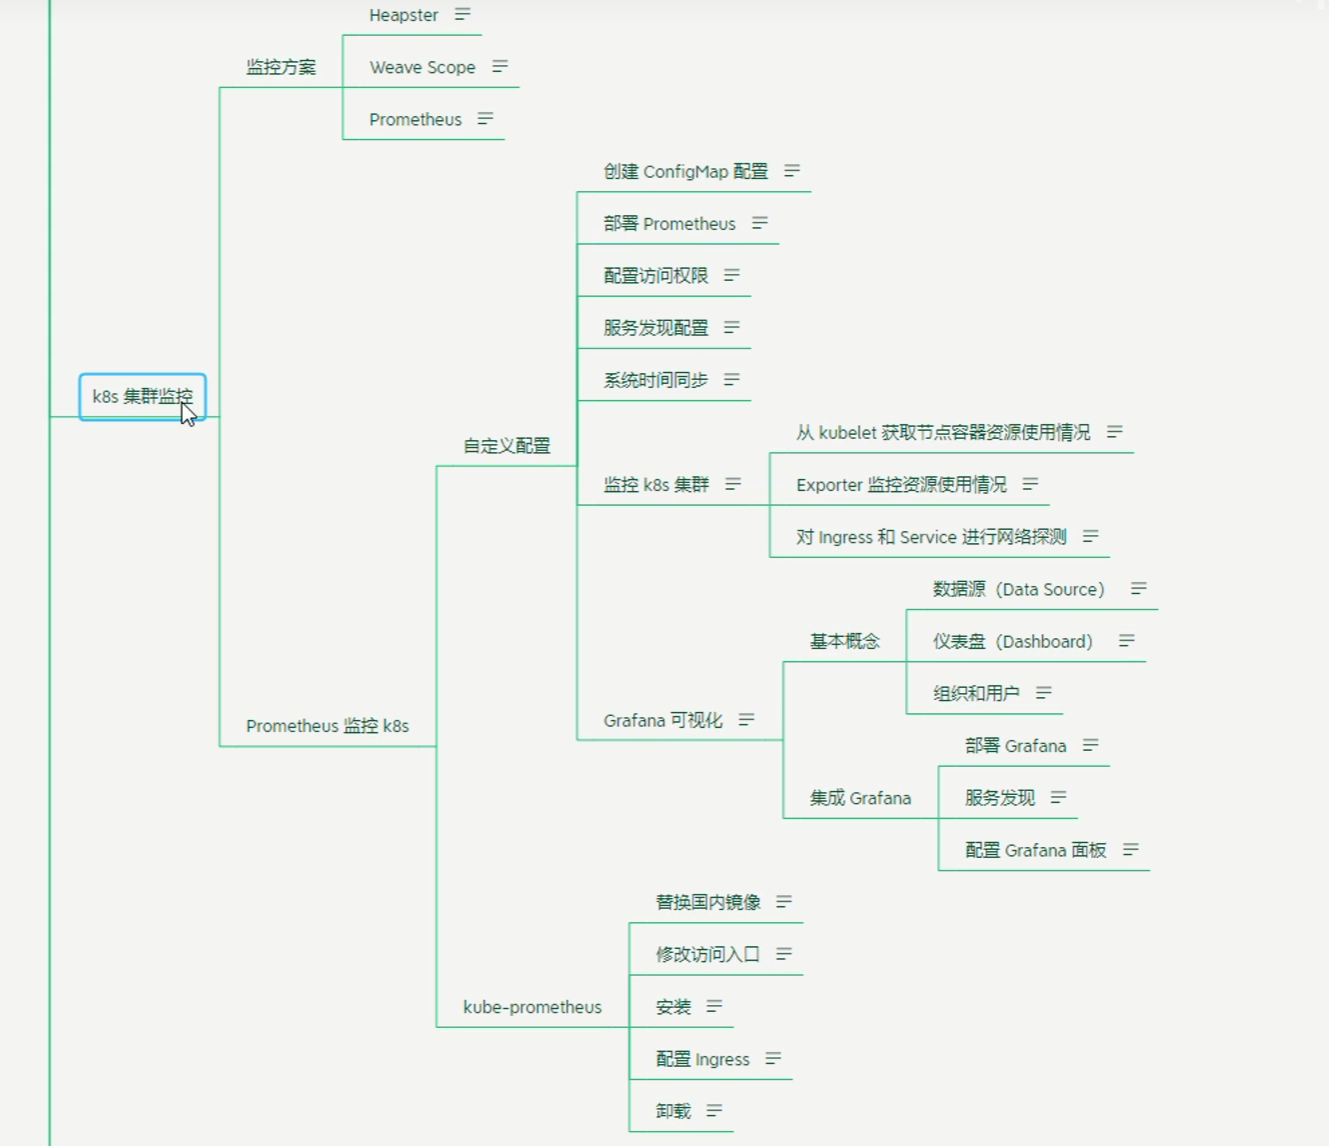 Heapster
监控方案
Weave Scope
Prometheus
创建 ConfigMap 配置
部署 Prometheus
配置访问权限
服务发现配置
系统时间同步
k8s 集群监控
从 kubelet 获取节点容器资源使用情况
自定义配置
监控 k8s 集群
Exporter 监控资源使用情况
对 Ingress 和 Service 进行网络探测
数据源（Data Source）
基本概念
仪表盘（Dashboard）
组织和用户
Grafana 可视化
Prometheus 监控 k8s
部署 Grafana
集成 Grafana
服务发现
配置 Grafana 面板
替换国内镜像
修改访问入口
kube-prometheus
安装
配置 Ingress
卸载